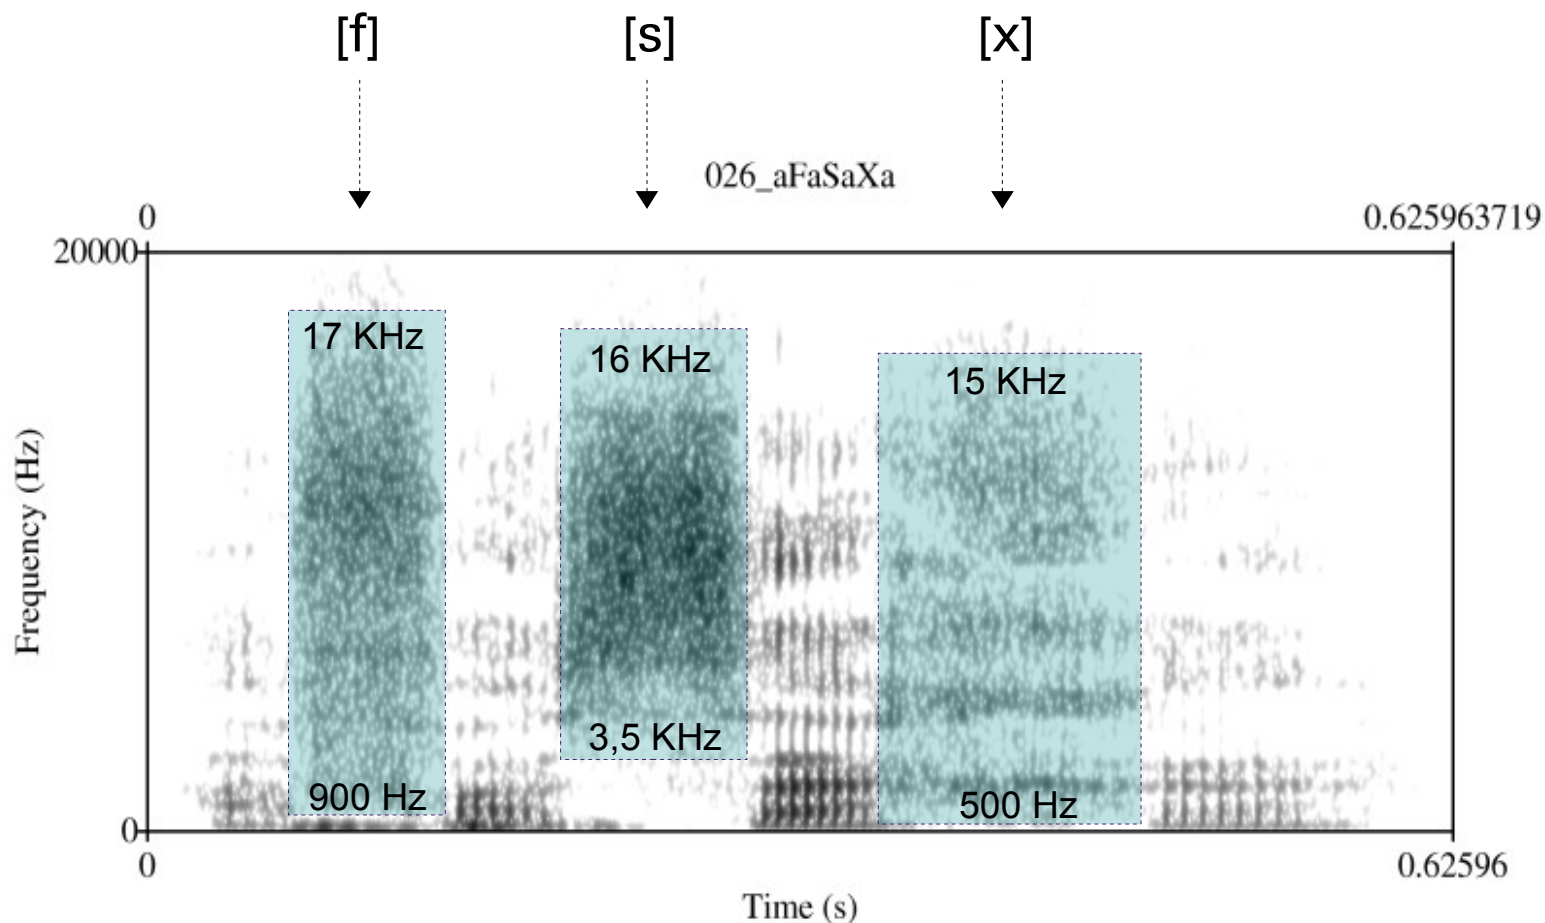 [f] [s] [x]
026_aFaSaXa
0 0.625963719
20000
17 KHz
16 KHz
15 KHz
Frequency (Hz)
3,5 KHz
900 Hz
500 Hz
0
0 0.62596
Time (s)